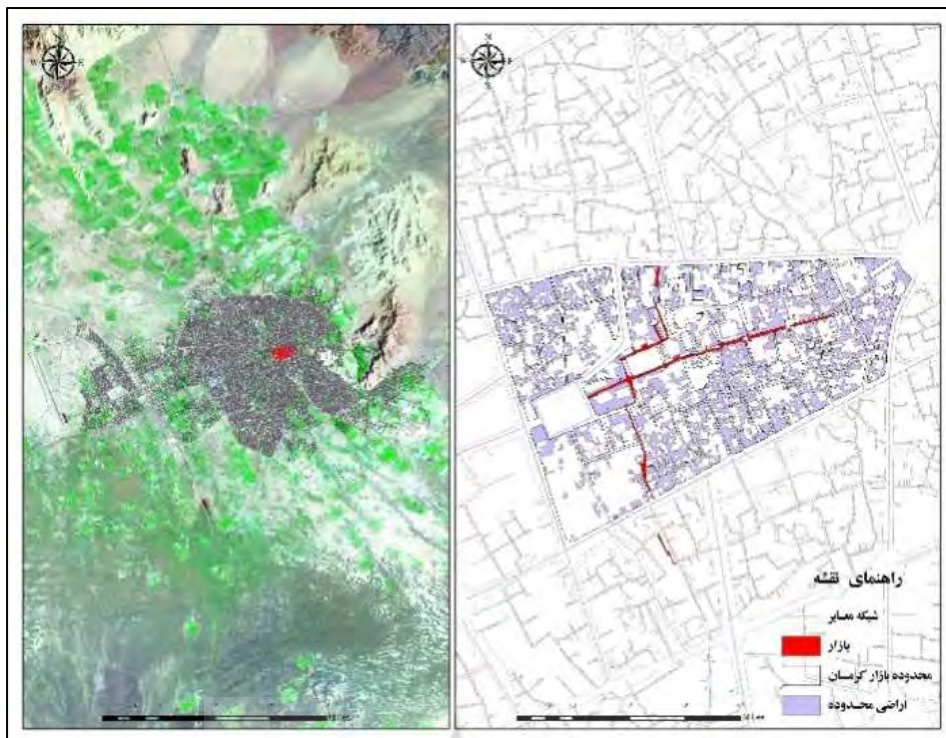 N
W
E
N
W
E
راهنمای نقشه
شبکه معابر
بازار
محدوده بازار کرمان
اراضی محدوده